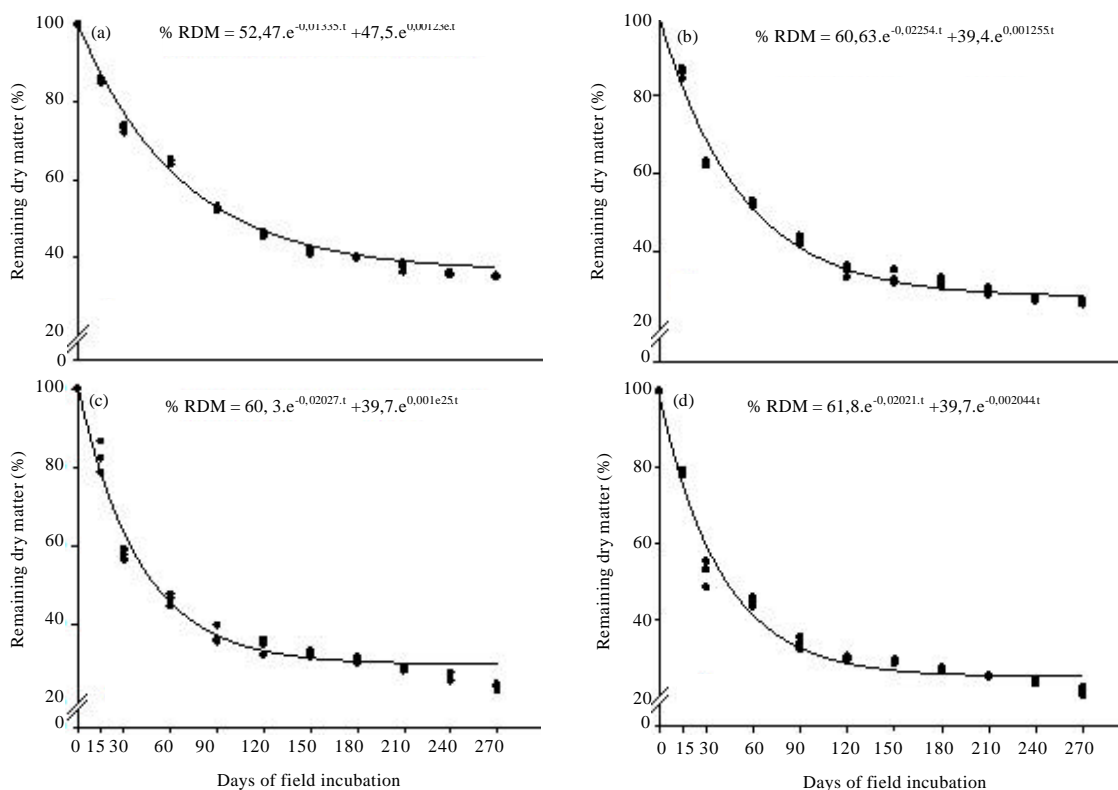 (a) % RDM = 52,47.e^-0,01335.t +47,5.e^0,00123e.t
Remaining dry matter (%)
100
80
60
40
20
0
(b) % RDM = 60,63.e^-0,02254.t +39,4.e^0,001255.t
Remaining dry matter (%)
100
80
60
40
20
0
(c) % RDM = 60, 3.e^-0,02027.t +39,7.e^0,001e25.t
Remaining dry matter (%)
100
80
60
40
20
0
0 15 30 60 90 120 150 180 210 240 270
Days of field incubation
(d) % RDM = 61,8.e^-0,02021.t +39,7.e^-0,002044.t
Remaining dry matter (%)
100
80
60
40
20
0
0 15 30 60 90 120 150 180 210 240 270
Days of field incubation